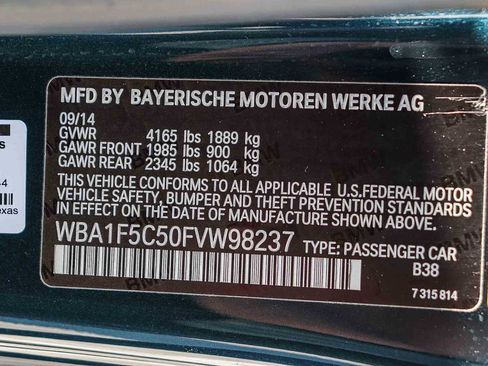 MFD BY BAYERISCHE MOTOREN WERKE AG
09/14
GVWR 4165 lbs 1889 kg
GAWR FRONT 1985 lbs 900 kg
GAWR REAR 2345 lbs 1064 kg
THIS VEHICLE CONFORMS TO ALL APPLICABLE U.S.FEDERAL MOTOR
VEHICLE SAFETY, BUMPER AND THEFT PREVENTION STANDARDS
IN EFFECT ON THE DATE OF MANUFACTURE SHOWN ABOVE.
WBA1F5C50FVW98237 TYPE: PASSENGER CAR
B38
7 315 814
exas